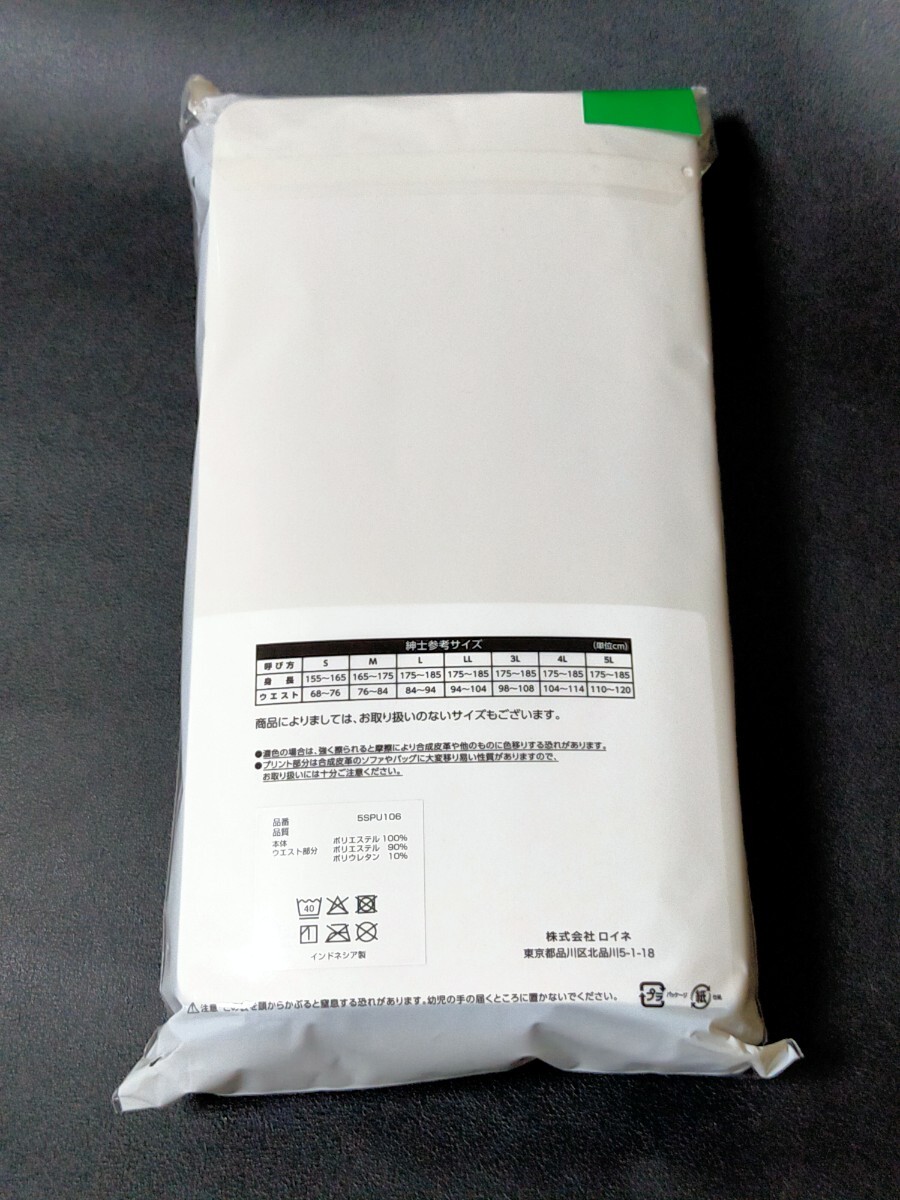 紳士参考サイズ (単位cm)
呼び方 S M L LL 3L 4L 5L
身長 155～165 165～175 175～185 175～185 175～185 175～185 175～185
ウエスト 68～76 76～84 84～94 94～104 98～108 104～114 110～120
商品によりましては、お取り扱いのないサイズもございます。
●濃色の場合は、強く擦られると摩擦により合成皮革や他のものに色移りする恐れがあります。
●プリント部分は合成皮革のソファやバッグに大変移り易い性質がありますので、
お取り扱いには十分ご注意ください。
品番 5SPU106
品質
本体 ポリエステル 100%
ウエスト部分 ポリエステル 90%
ポリウレタン 10%
40
インドネシア製
株式会社 ロイネ
東京都品川区北品川5-1-18
注意 を頭からかぶると窒息する恐れがあります。幼児の手の届くところに置かないでください。
プラ パッケージ 紙